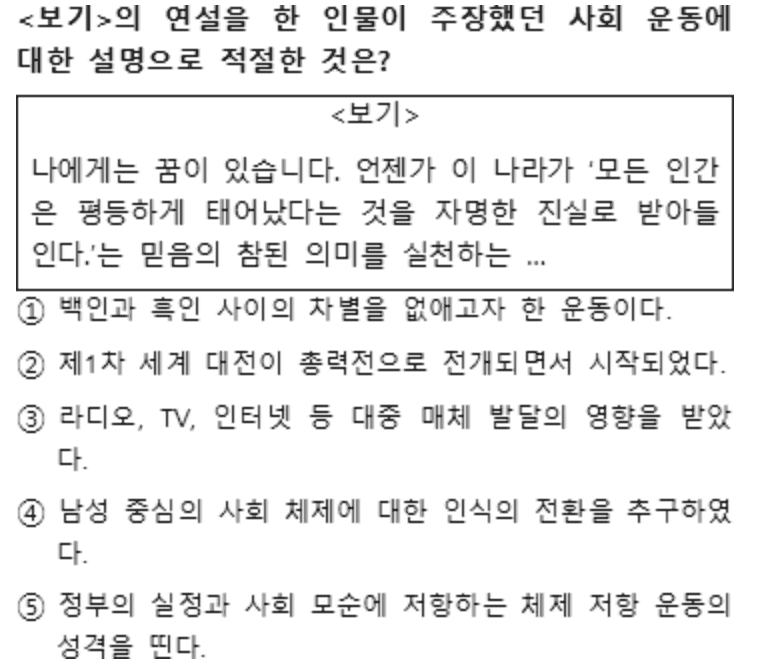 <보기>의 연설을 한 인물이 주장했던 사회 운동에
대한 설명으로 적절한 것은?
<보기>
나에게는 꿈이 있습니다. 언젠가 이 나라가 ‘모든 인간
은 평등하게 태어났다는 것을 자명한 진실로 받아들
인다.’는 믿음의 참된 의미를 실천하는 ...
① 백인과 흑인 사이의 차별을 없애고자 한 운동이다.
② 제1차 세계 대전이 총력전으로 전개되면서 시작되었다.
③ 라디오, TV, 인터넷 등 대중 매체 발달의 영향을 받았
다.
④ 남성 중심의 사회 체제에 대한 인식의 전환을 추구하였
다.
⑤ 정부의 실정과 사회 모순에 저항하는 체제 저항 운동의
성격을 띤다.